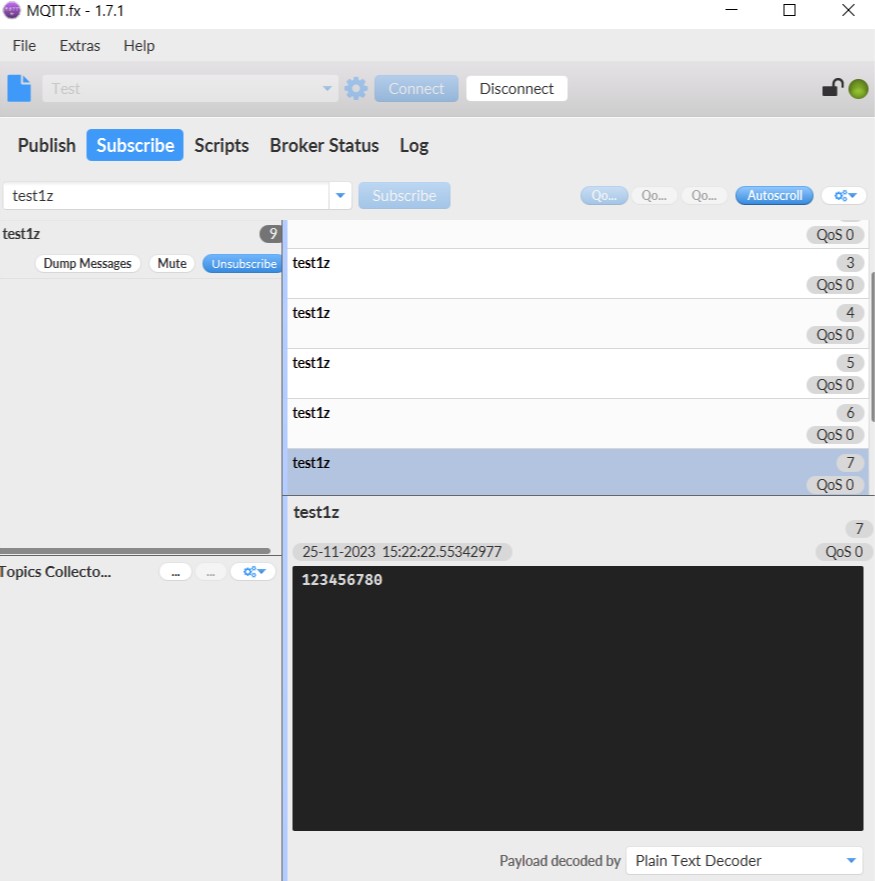 MQTT.fx - 1.7.1
File Extras Help
Test Connect Disconnect
Publish Subscribe Scripts Broker Status Log
test1z Subscribe Qo... Qo... Qo... Autoscroll
test1z 9
Dump Messages Mute Unsubscribe
QoS 0
test1z 3
QoS 0
test1z 4
QoS 0
test1z 5
QoS 0
test1z 6
QoS 0
test1z 7
QoS 0
test1z
7
25-11-2023 15:22:22.55342977 QoS 0
123456780
Topics Collecto... ... ...
Payload decoded by Plain Text Decoder